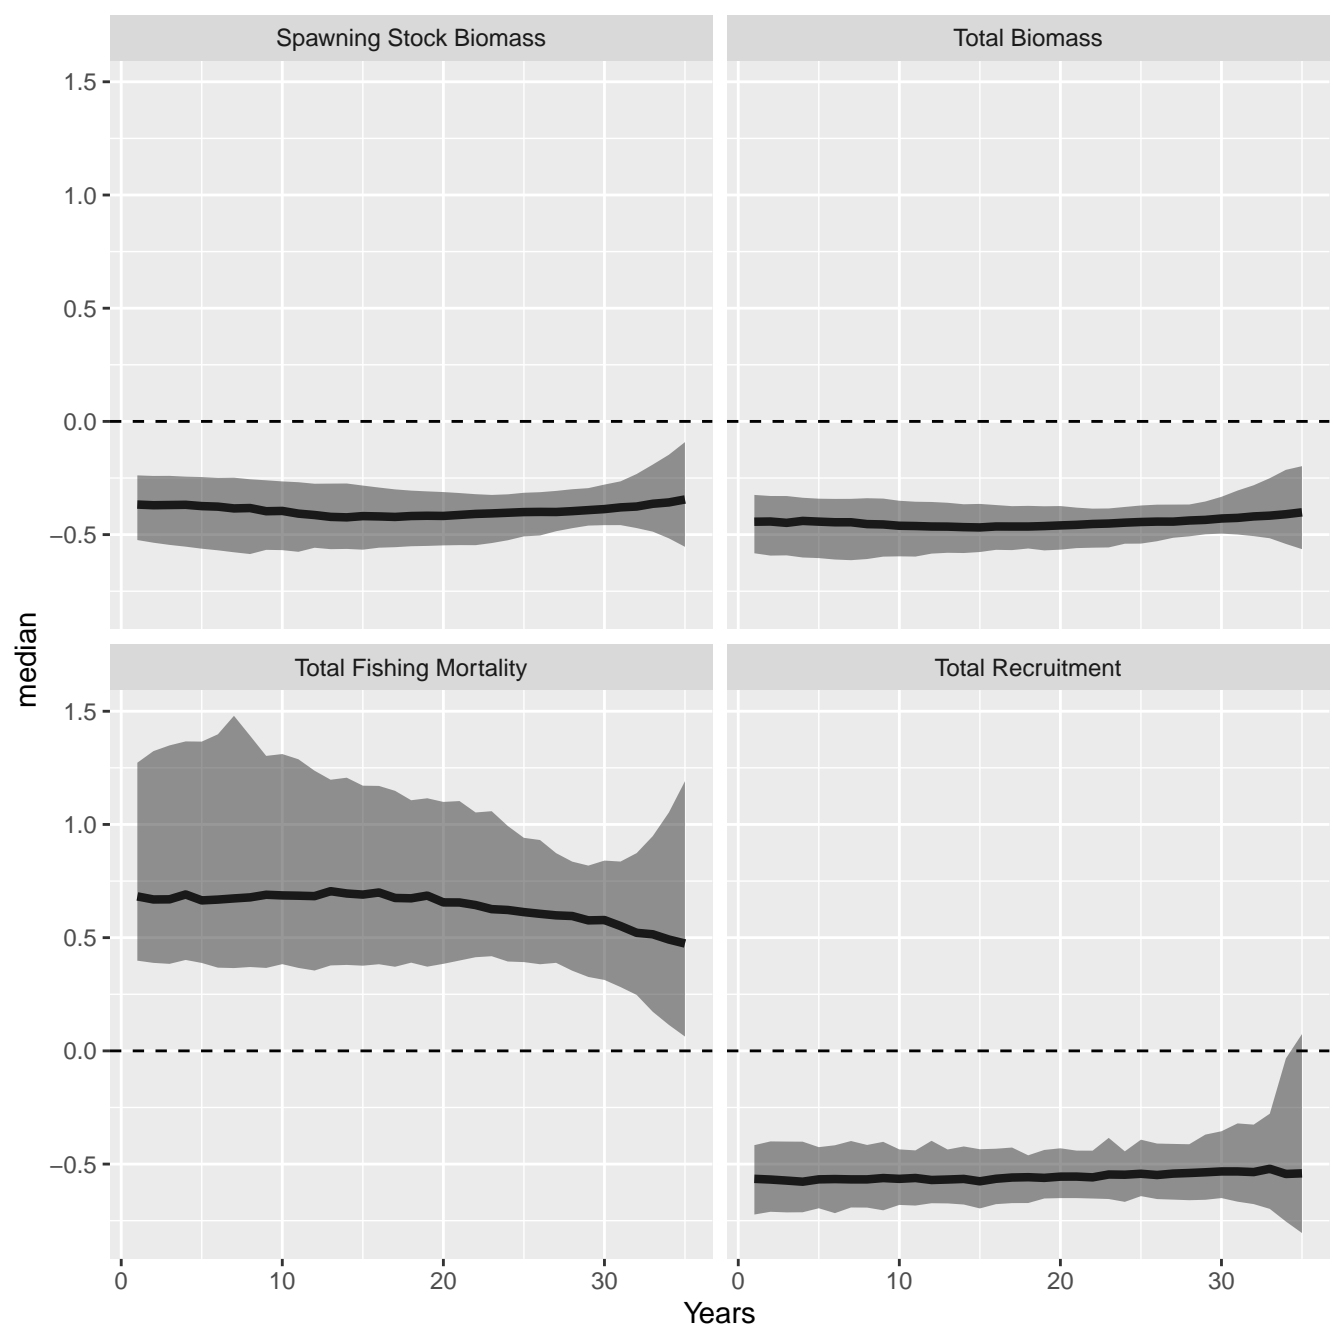 Spawning Stock Biomass
Total Biomass
1.5
1.0
0.5
0.0
−0.5
Total Fishing Mortality
Total Recruitment
1.5
1.0
0.5
0.0
−0.5
median
0 10 20 30
0 10 20 30
Years